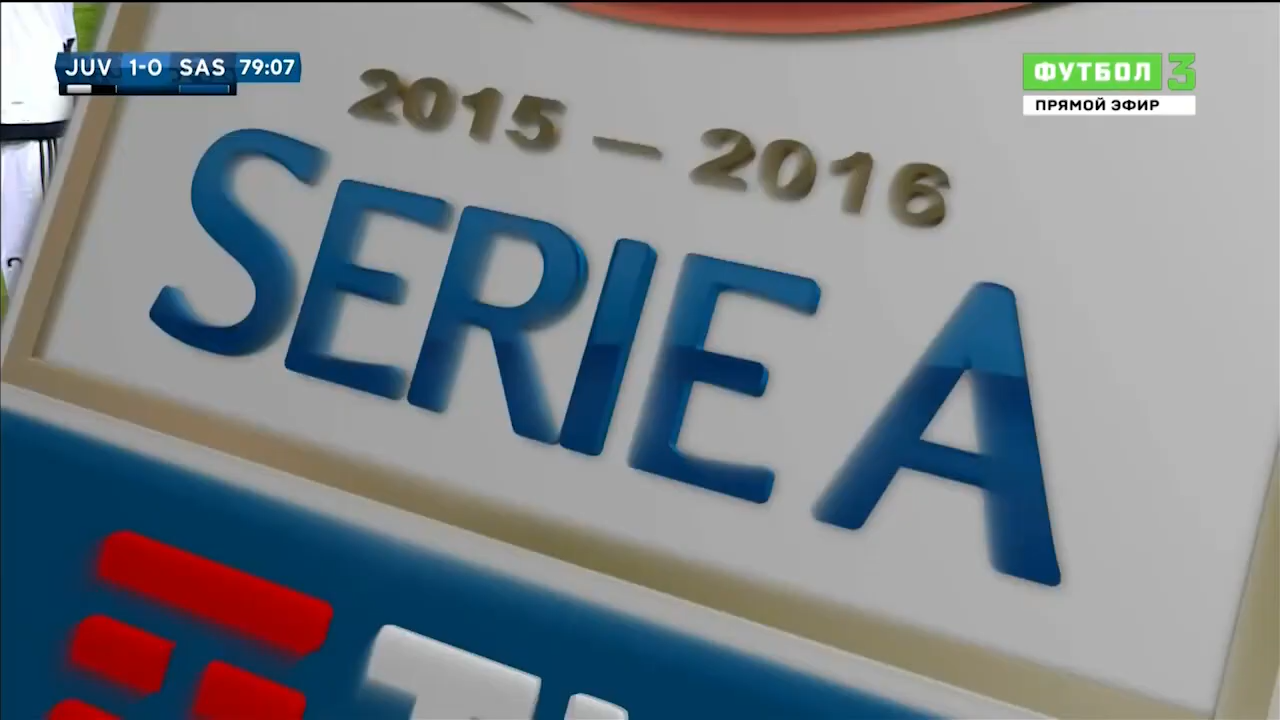 JUV 1-0 SAS 79:07
ФУТБОЛ 3
ПРЯМОЙ ЭФИР
2015 – 2016
SERIE A